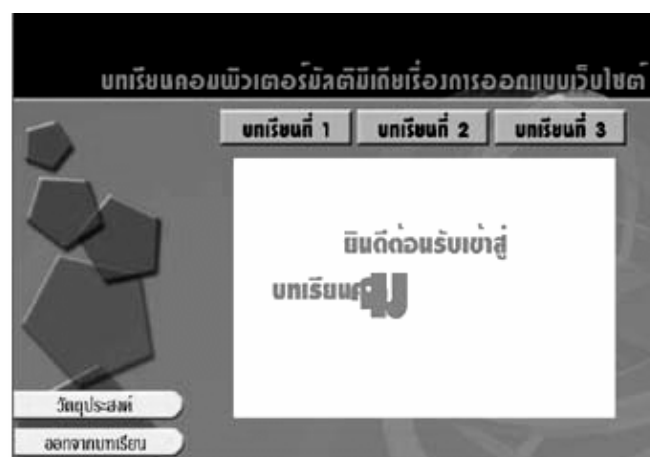 บทเรียนคอมพิวเตอร์มัลติมีเดียเรื่องการออกแบบเว็บไซต์
บทเรียนที่ 1 บทเรียนที่ 2 บทเรียนที่ 3
ยินดีต้อนรับเข้าสู่
บทเรียน
วัตถุประสงค์
ออกจากบทเรียน